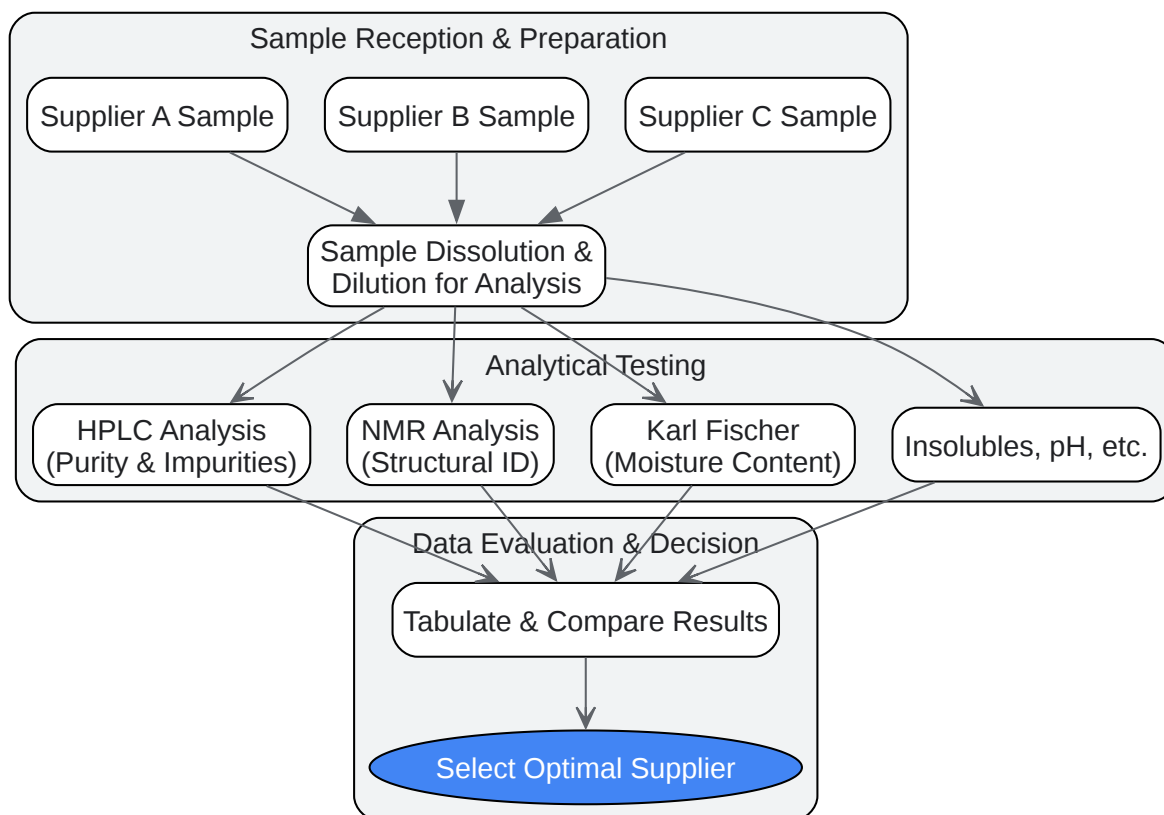 Sample Reception & Preparation
Supplier A Sample
Supplier B Sample
Supplier C Sample
Sample Dissolution &
Dilution for Analysis
Analytical Testing
HPLC Analysis
(Purity & Impurities)
NMR Analysis
(Structural ID)
Karl Fischer
(Moisture Content)
Insolubles, pH, etc.
Data Evaluation & Decision
Tabulate & Compare Results
Select Optimal Supplier